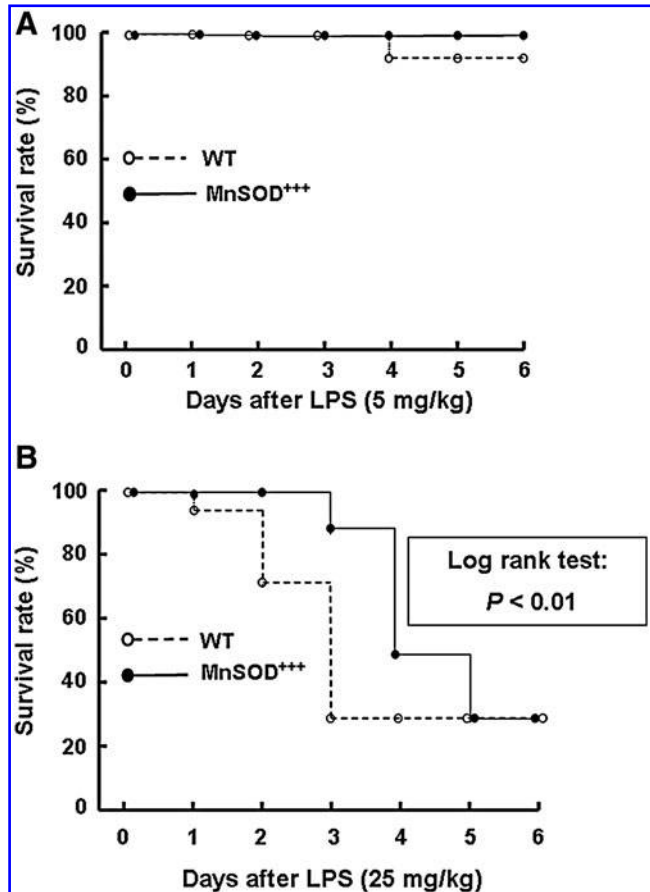 A
Survival rate (%)
100
80
60
40
20
0
WT
MnSOD+++
0 1 2 3 4 5 6
Days after LPS (5 mg/kg)
B
Survival rate (%)
100
80
60
40
20
0
WT
MnSOD+++
Log rank test:
P < 0.01
0 1 2 3 4 5 6
Days after LPS (25 mg/kg)